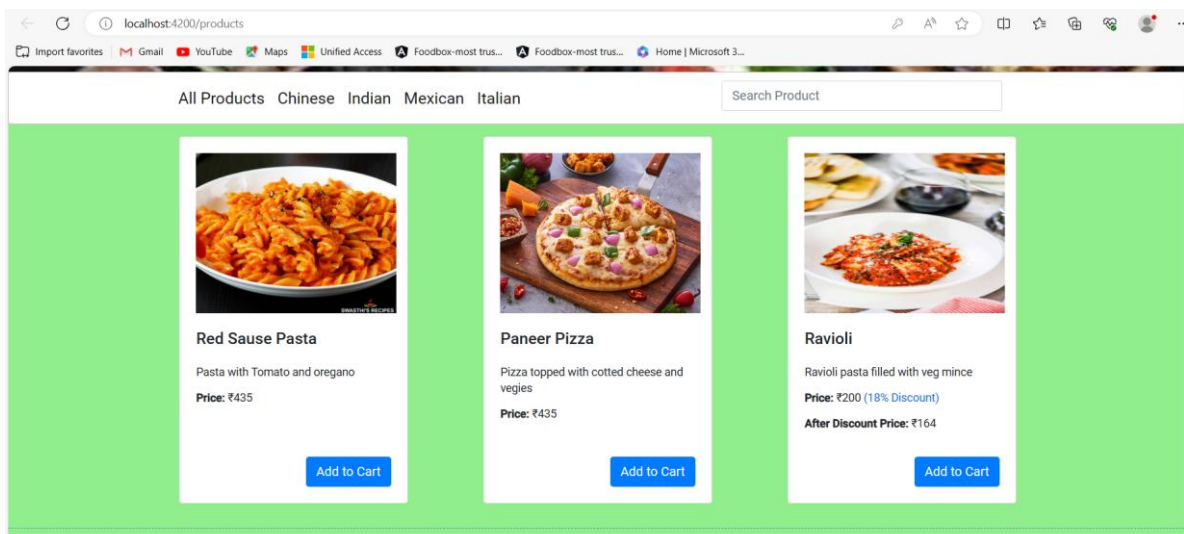 localhost:4200/products
Import favorites Gmail YouTube Maps Unified Access Foodbox-most trus... Foodbox-most trus... Home | Microsoft 3...
All Products Chinese Indian Mexican Italian Search Product
SWASTHI'S RECIPES
Red Sause Pasta
Pasta with Tomato and oregano
Price: ₹435
Add to Cart
Paneer Pizza
Pizza topped with cotted cheese and
vegies
Price: ₹435
Add to Cart
Ravioli
Ravioli pasta filled with veg mince
Price: ₹200 (18% Discount)
After Discount Price: ₹164
Add to Cart